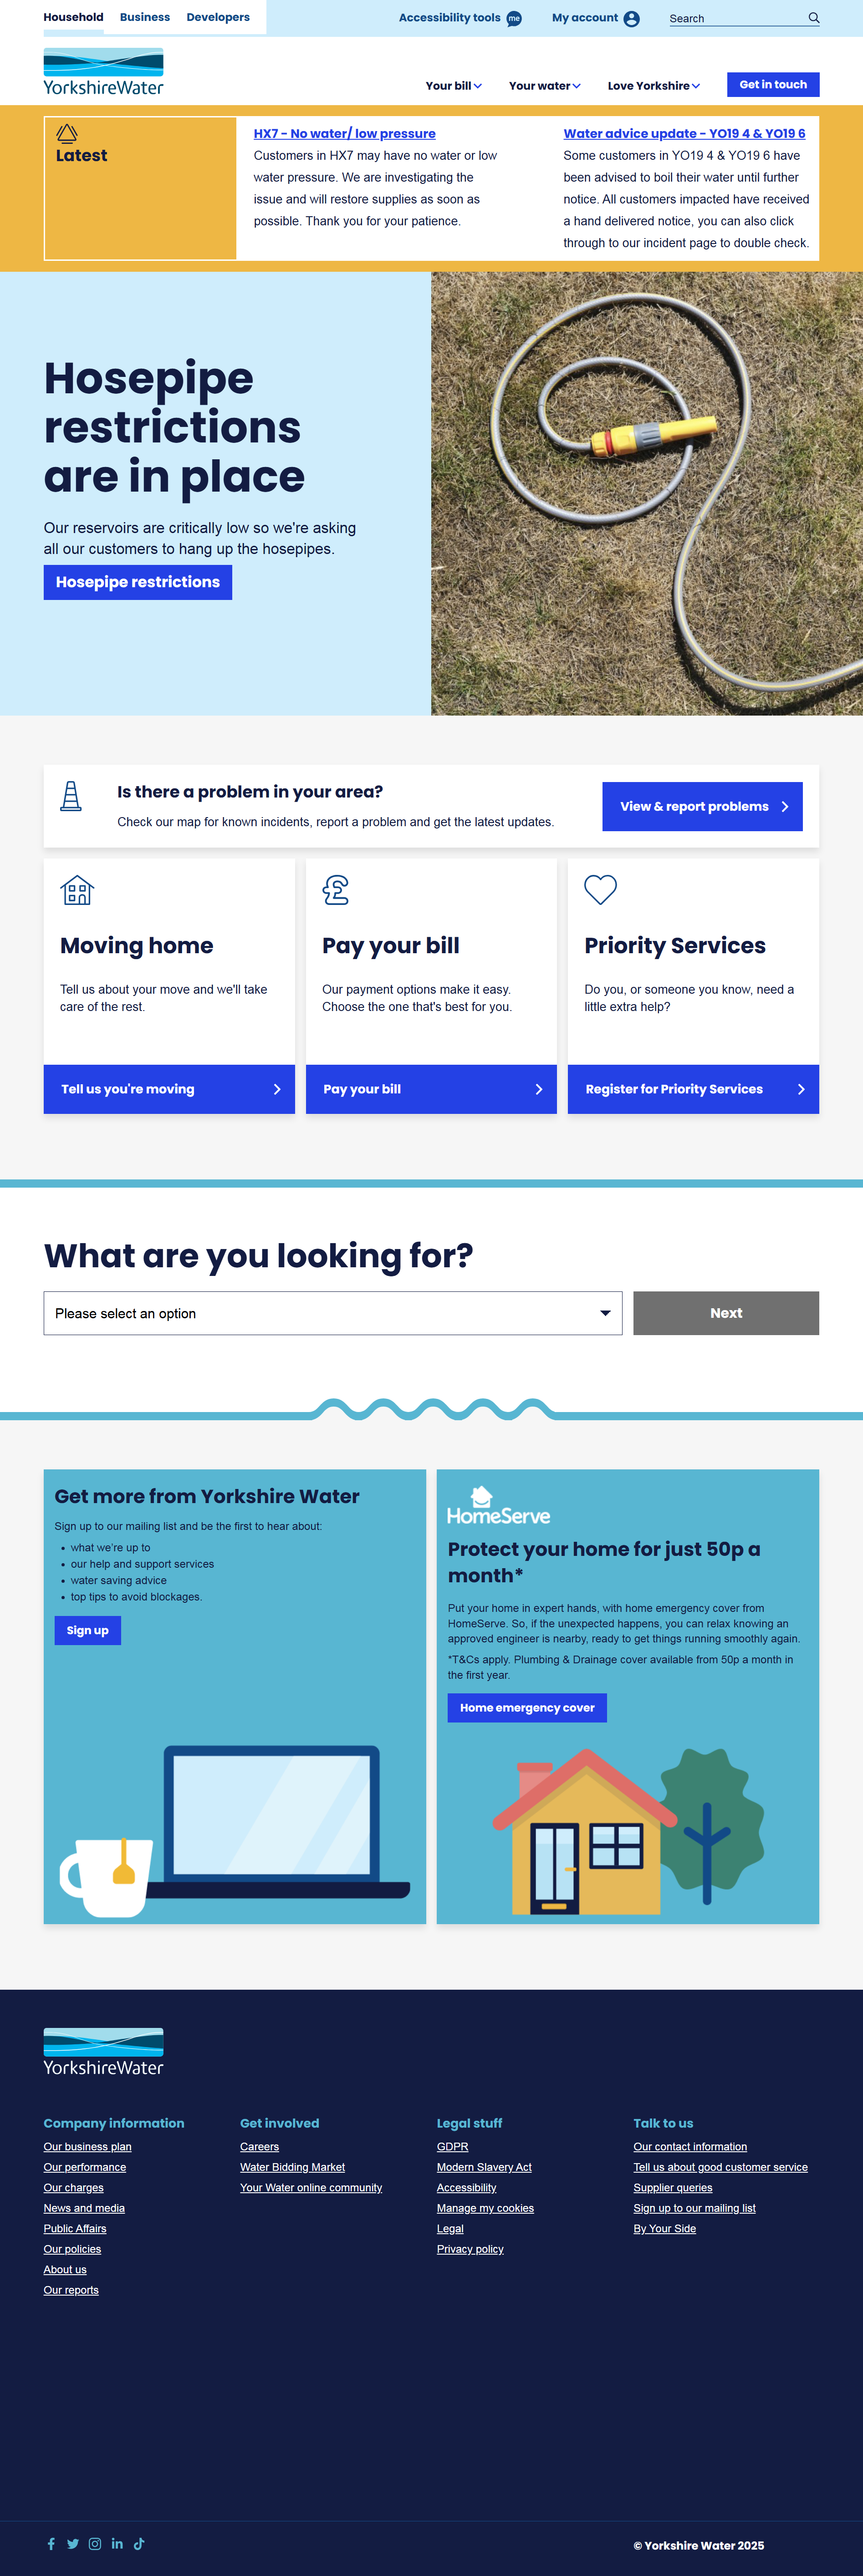 Household Business Developers Accessibility tools me My account Search
YorkshireWater
Your bill Your water Love Yorkshire Get in touch
Latest
HX7 - No water/ low pressure
Customers in HX7 may have no water or low
water pressure. We are investigating the
issue and will restore supplies as soon as
possible. Thank you for your patience.
Water advice update - YO19 4 & YO19 6
Some customers in YO19 4 & YO19 6 have
been advised to boil their water until further
notice. All customers impacted have received
a hand delivered notice, you can also click
through to our incident page to double check.
Hosepipe
restrictions
are in place
Our reservoirs are critically low so we're asking
all our customers to hang up the hosepipes.
Hosepipe restrictions
Is there a problem in your area?
Check our map for known incidents, report a problem and get the latest updates.
View & report problems
Moving home
Tell us about your move and we'll take
care of the rest.
Tell us you're moving
Pay your bill
Our payment options make it easy.
Choose the one that's best for you.
Pay your bill
Priority Services
Do you, or someone you know, need a
little extra help?
Register for Priority Services
What are you looking for?
Please select an option
Next
Get more from Yorkshire Water
Sign up to our mailing list and be the first to hear about:
• what we're up to
• our help and support services
• water saving advice
• top tips to avoid blockages.
Sign up
HomeServe
Protect your home for just 50p a
month*
Put your home in expert hands, with home emergency cover from
HomeServe. So, if the unexpected happens, you can relax knowing an
approved engineer is nearby, ready to get things running smoothly again.
*T&Cs apply. Plumbing & Drainage cover available from 50p a month in
the first year.
Home emergency cover
YorkshireWater
Company information
Our business plan
Our performance
Our charges
News and media
Public Affairs
Our policies
About us
Our reports
Get involved
Careers
Water Bidding Market
Your Water online community
Legal stuff
GDPR
Modern Slavery Act
Accessibility
Manage my cookies
Legal
Privacy policy
Talk to us
Our contact information
Tell us about good customer service
Supplier queries
Sign up to our mailing list
By Your Side
© Yorkshire Water 2025